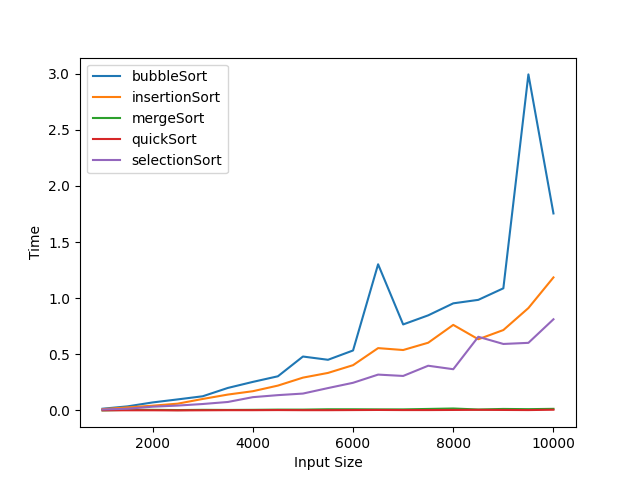 bubbleSort
insertionSort
mergeSort
quickSort
selectionSort
3.0
2.5
2.0
1.5
1.0
0.5
0.0
Time
2000 4000 6000 8000 10000
Input Size